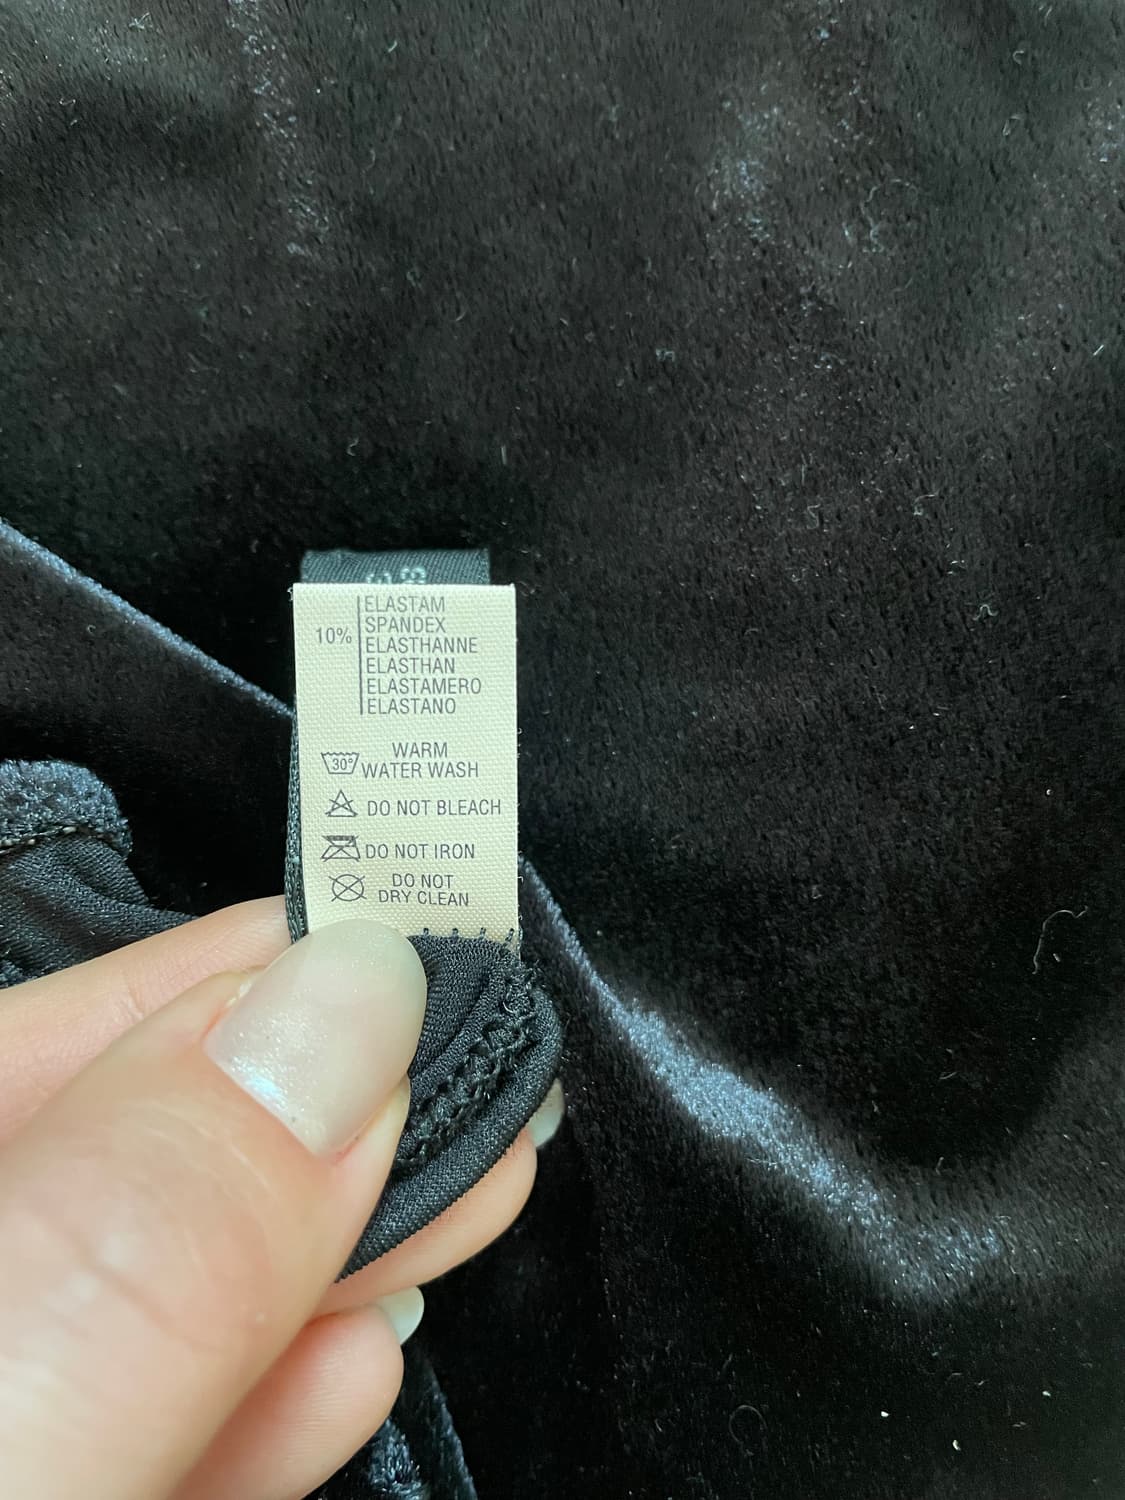 10%
ELASTAM
SPANDEX
ELASTHANNE
ELASTHAN
ELASTAMERO
ELASTANO
30° WARM
WATER WASH
DO NOT BLEACH
DO NOT IRON
DO NOT
DRY CLEAN